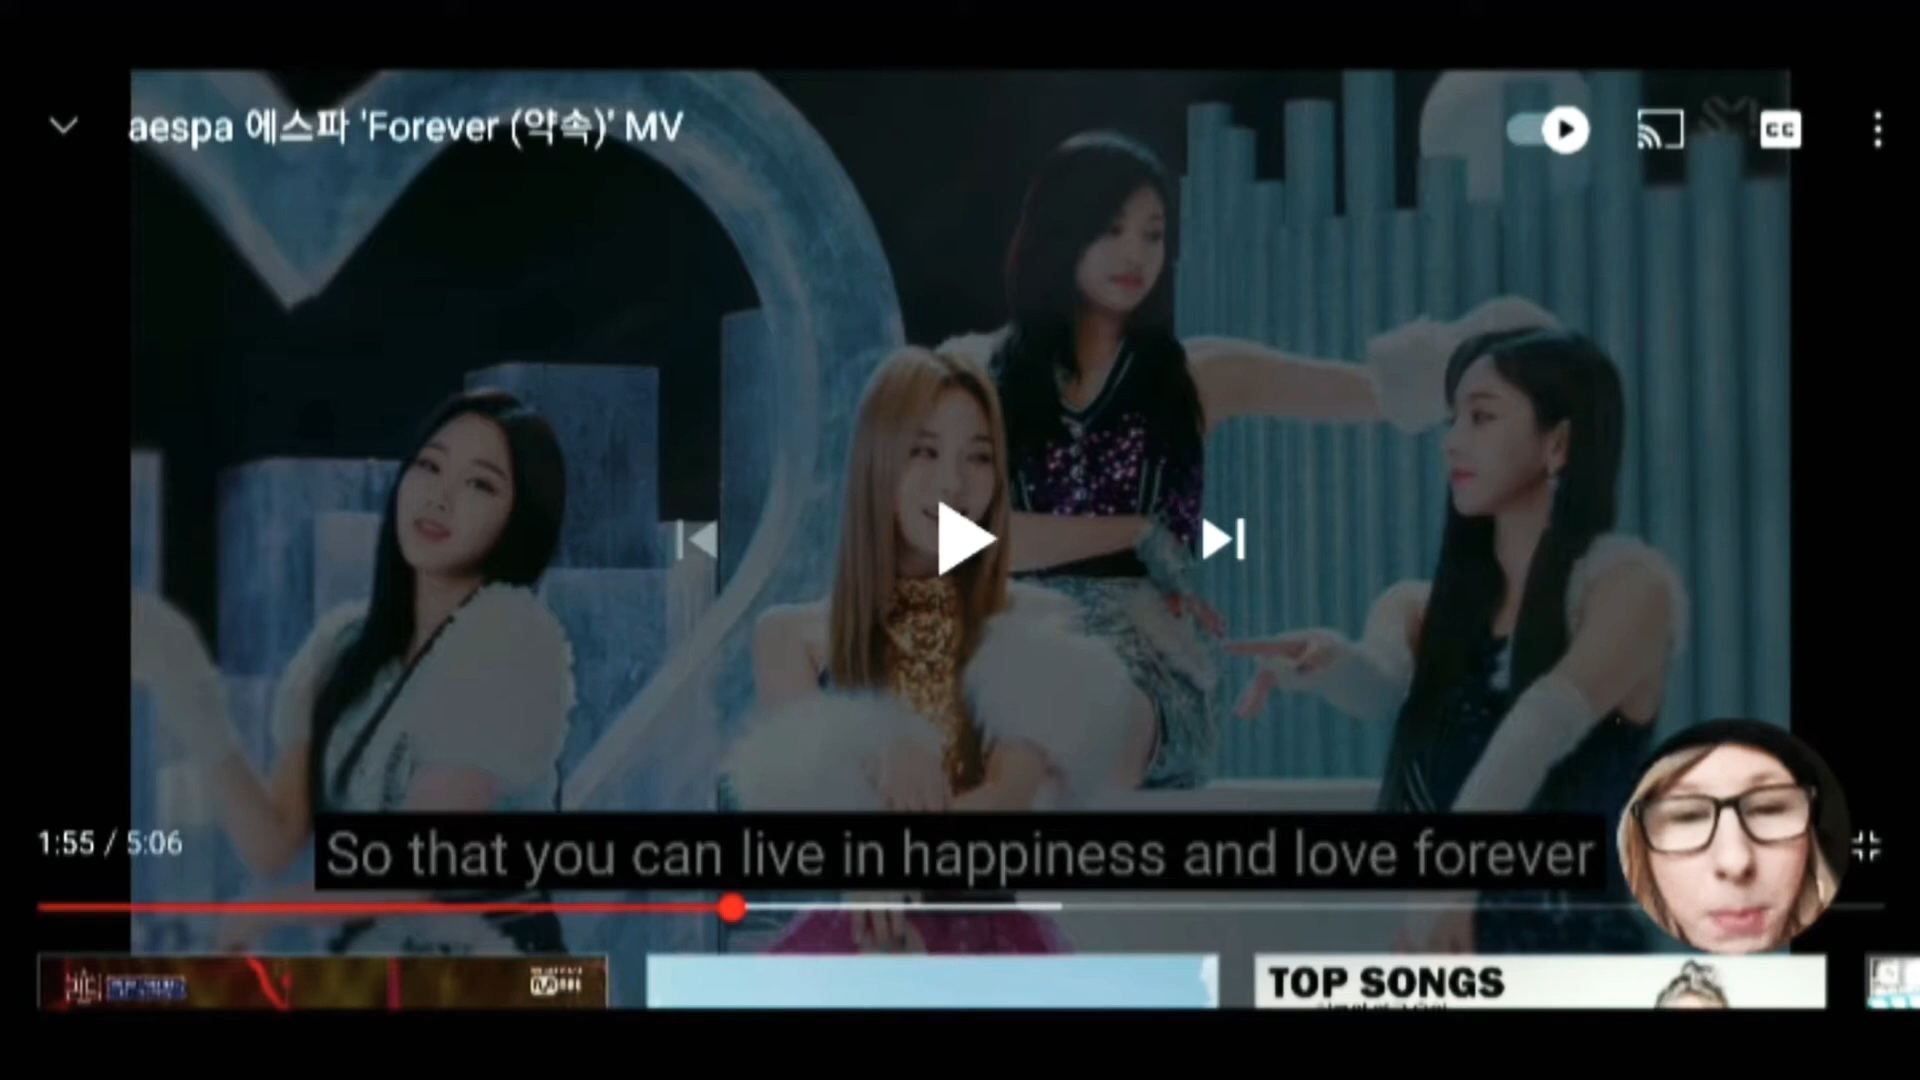 aespa 에스파 'Forever (약속)' MV
CC
1:55 / 5:06
So that you can live in happiness and love forever
TOP SONGS